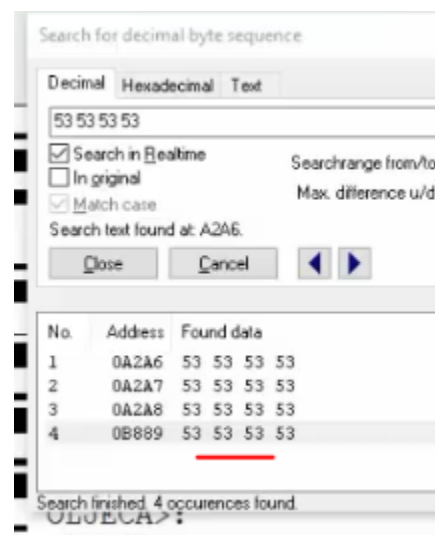 Search for decimal byte sequence
Decimal Hexadecimal Text
53 53 53 53
Search in Realtime
Searchrange from/to
In original
Max. difference u/d
Match case
Search text found at: A2A6.
Close Cancel
No. Address Found data
1 0A2A6 53 53 53 53
2 0A2A7 53 53 53 53
3 0A2A8 53 53 53 53
4 0B889 53 53 53 53
Search finished. 4 occurences found.